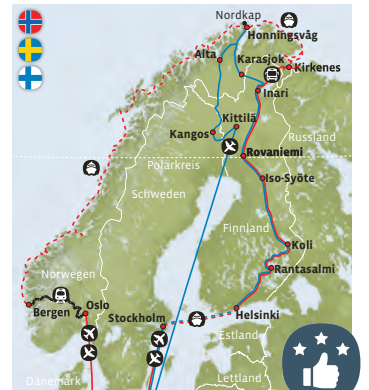 Nordkap
Honningsvåg
Alta
Karasjok
Kirkenes
Inari
Kittilä
Kangos
Russland
Rovaniemi
Polarkreis
Iso-Syöte
Schweden
Finnland
Koli
Rantasalmi
Norwegen
Oslo
Bergen
Stockholm
Helsinki
Estland
Lettland
Dänemark